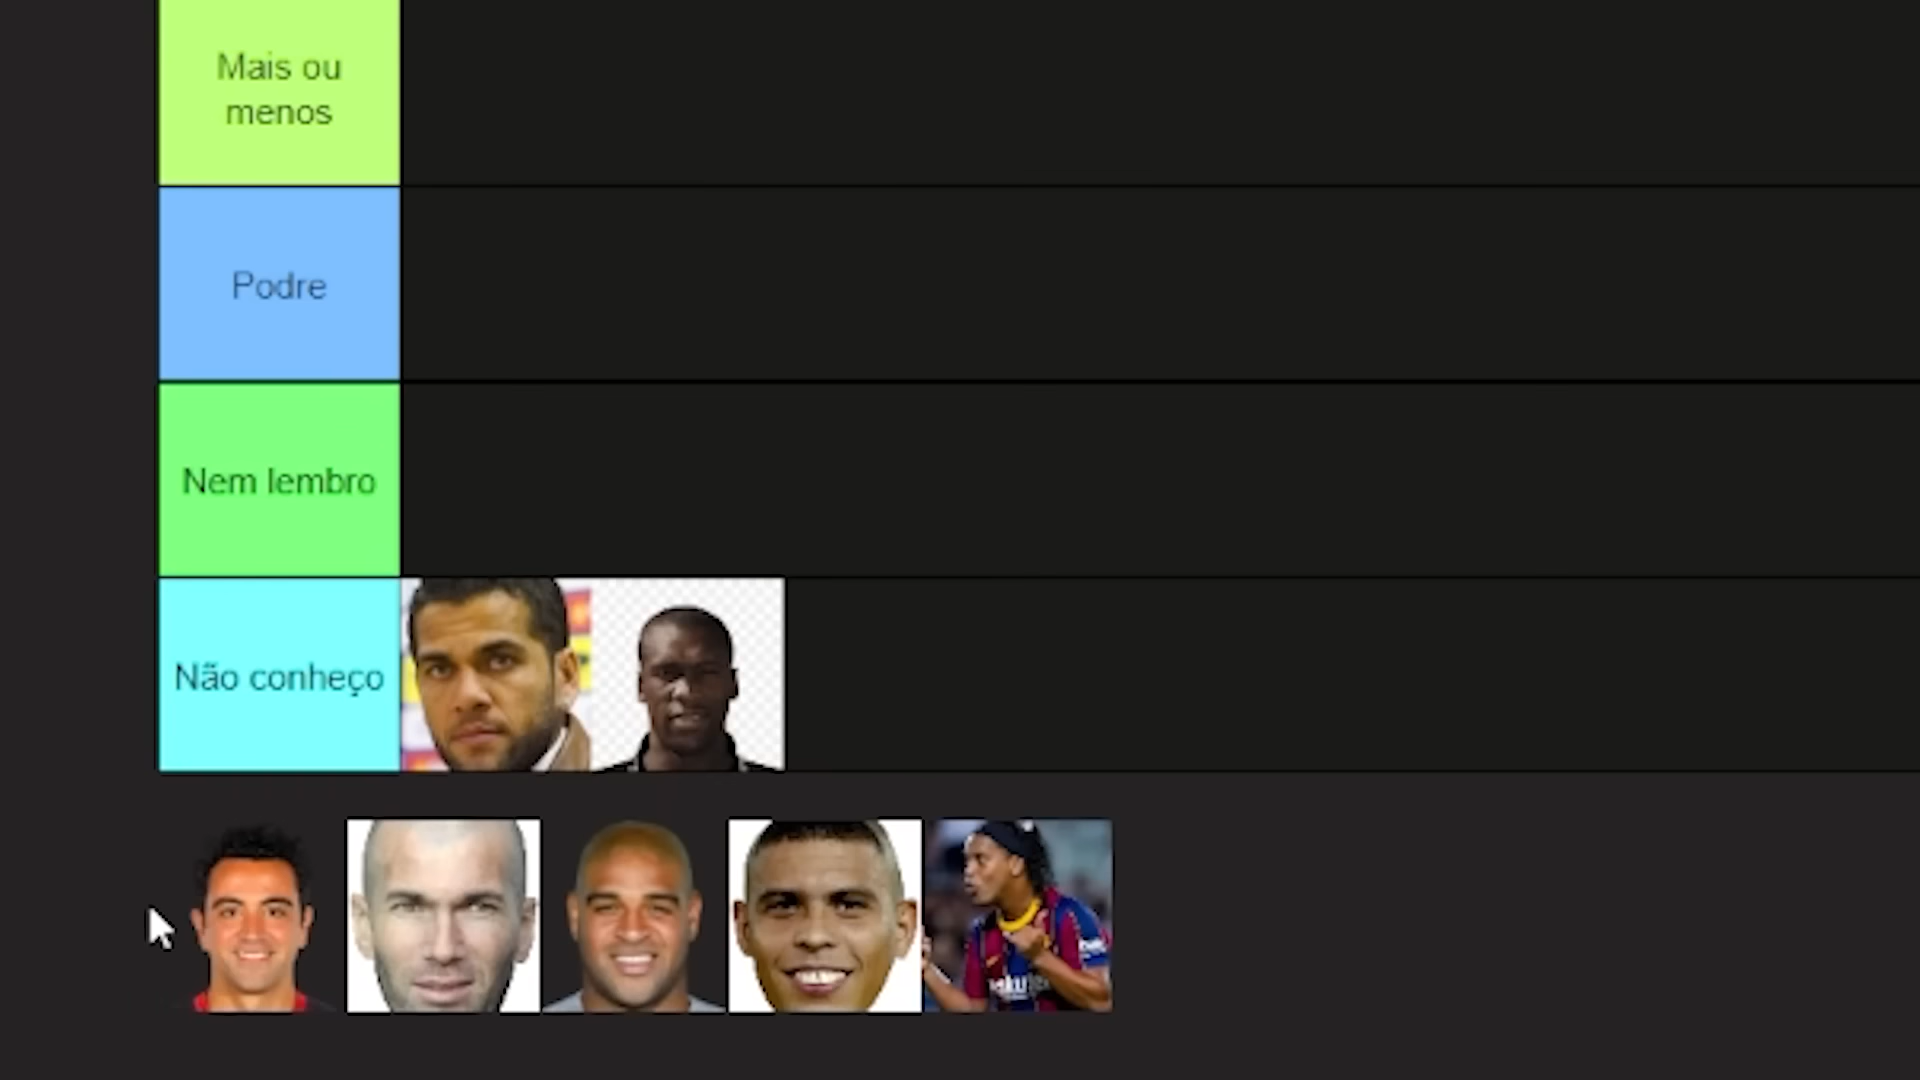 Mais ou
menos
Podre
Nem lembro
Não conheço